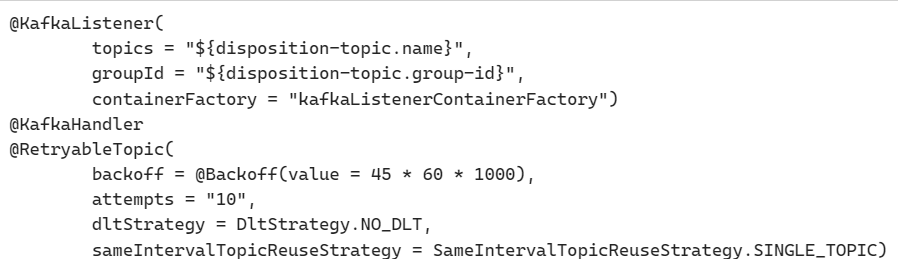 @KafkaListener(
        topics = "${disposition-topic.name}",
        groupId = "${disposition-topic.group-id}",
        containerFactory = "kafkaListenerContainerFactory")
@KafkaHandler
@RetryableTopic(
        backoff = @Backoff(value = 45 * 60 * 1000),
        attempts = "10",
        dltStrategy = DltStrategy.NO_DLT,
        sameIntervalTopicReuseStrategy = SameIntervalTopicReuseStrategy.SINGLE_TOPIC)